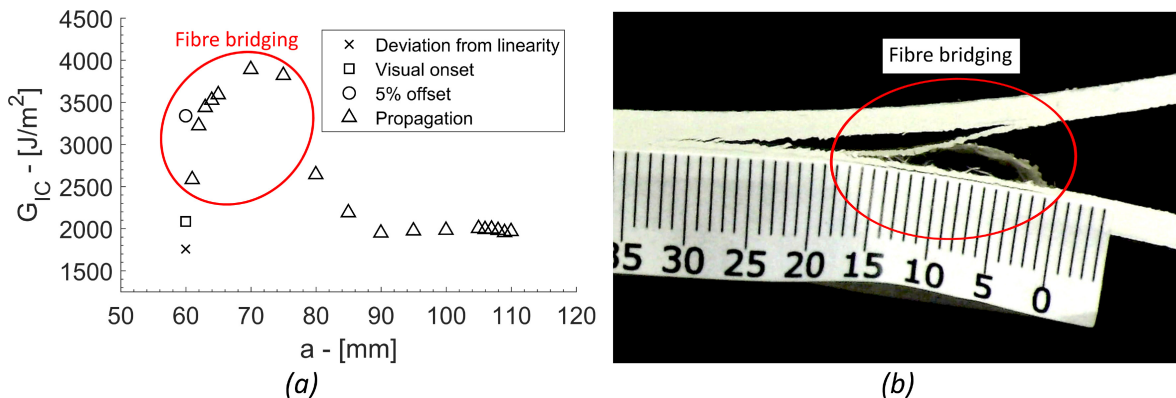 4500
4000
3500
3000
2500
2000
1500
G_IC - [J/m²]
Fibre bridging
Deviation from linearity
Visual onset
5% offset
Propagation
50 60 70 80 90 100 110 120
a - [mm]
(a)
Fibre bridging
35 30 25 20 15 10 5 0
(b)